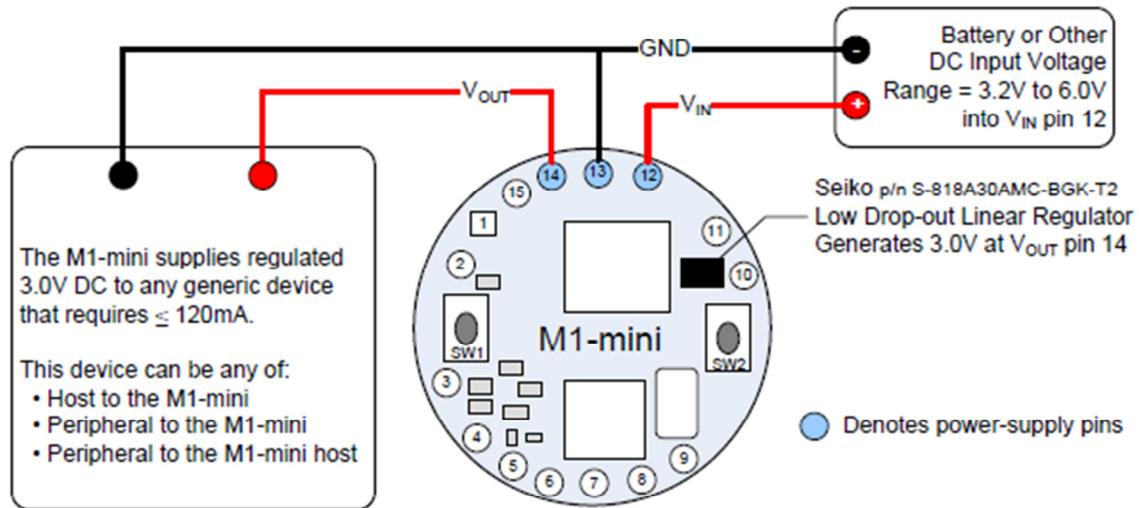 GND
Battery or Other
DC Input Voltage
Range = 3.2V to 6.0V
into VIN pin 12
-
+
VOUT
VIN
The M1-mini supplies regulated
3.0V DC to any generic device
that requires ≤ 120mA.
This device can be any of:
• Host to the M1-mini
• Peripheral to the M1-mini
• Peripheral to the M1-mini host
14
13
12
15
1
2
11
10
SW1
M1-mini
SW2
3
4
5
6
7
8
9
Seiko p/n S-818A30AMC-BGK-T2
Low Drop-out Linear Regulator
Generates 3.0V at VOUT pin 14
Denotes power-supply pins